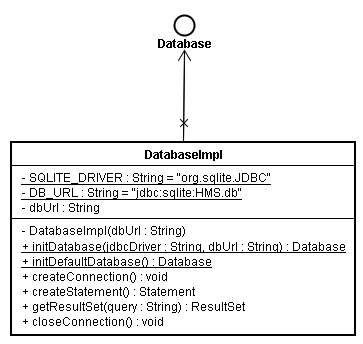 Database
DatabaseImpl
- SQLITE_DRIVER : String = "org.sqlite.JDBC"
- DB_URL : String = "jdbc:sqlite:HMS.db"
- dbUrl : String
- DatabaseImpl(dbUrl : String)
+ initDatabase(jdbcDriver : String, dbUrl : String) : Database
+ initDefaultDatabase() : Database
+ createConnection() : void
+ createStatement() : Statement
+ getResultSet(query : String) : ResultSet
+ closeConnection() : void